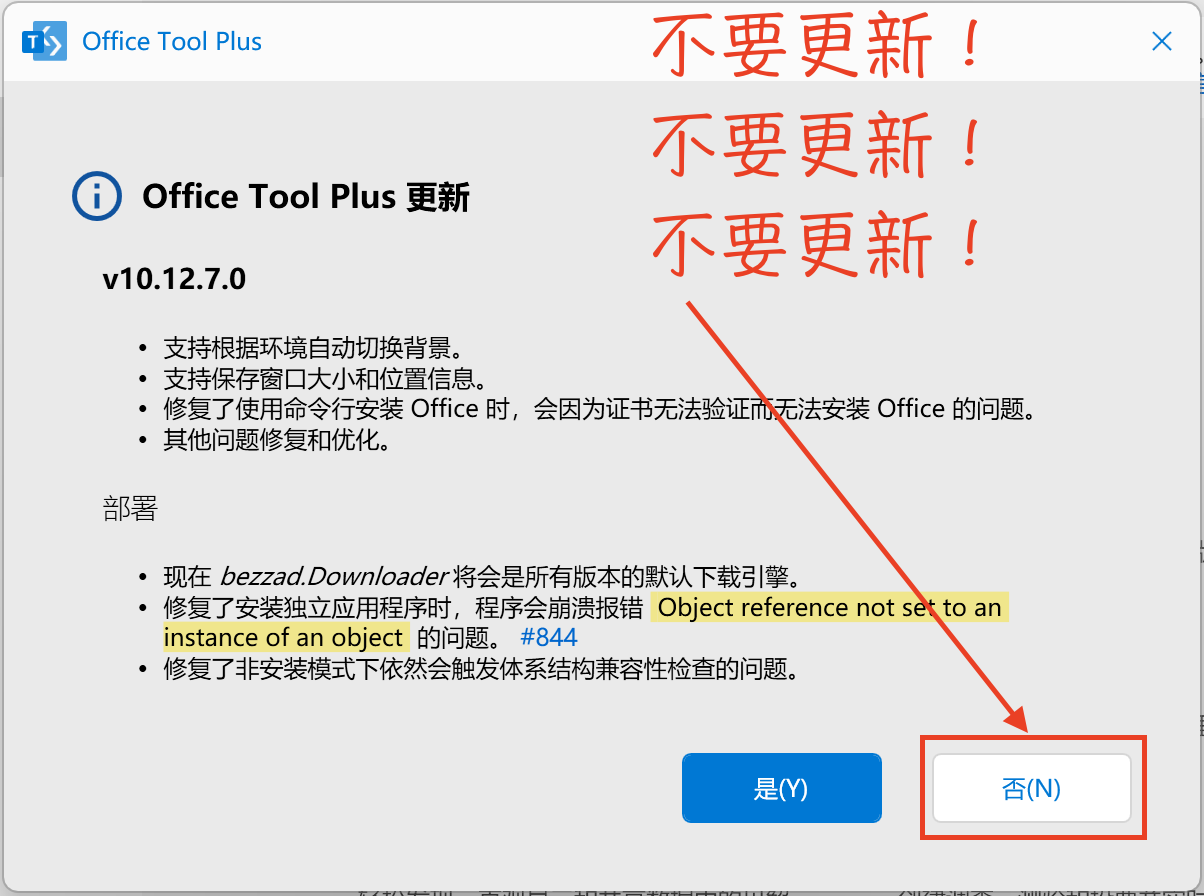 Office Tool Plus
不要更新！
不要更新！
不要更新！
Office Tool Plus 更新
v10.12.7.0
• 支持根据环境自动切换背景。
• 支持保存窗口大小和位置信息。
• 修复了使用命令行安装 Office 时，会因为证书无法验证而无法安装 Office 的问题。
• 其他问题修复和优化。
部署
• 现在 bezzad.Downloader 将会是所有版本的默认下载引擎。
• 修复了安装独立应用程序时，程序会崩溃报错 Object reference not set to an
instance of an object 的问题。 #844
• 修复了非安装模式下依然会触发体系结构兼容性检查的问题。
是(Y)
否(N)